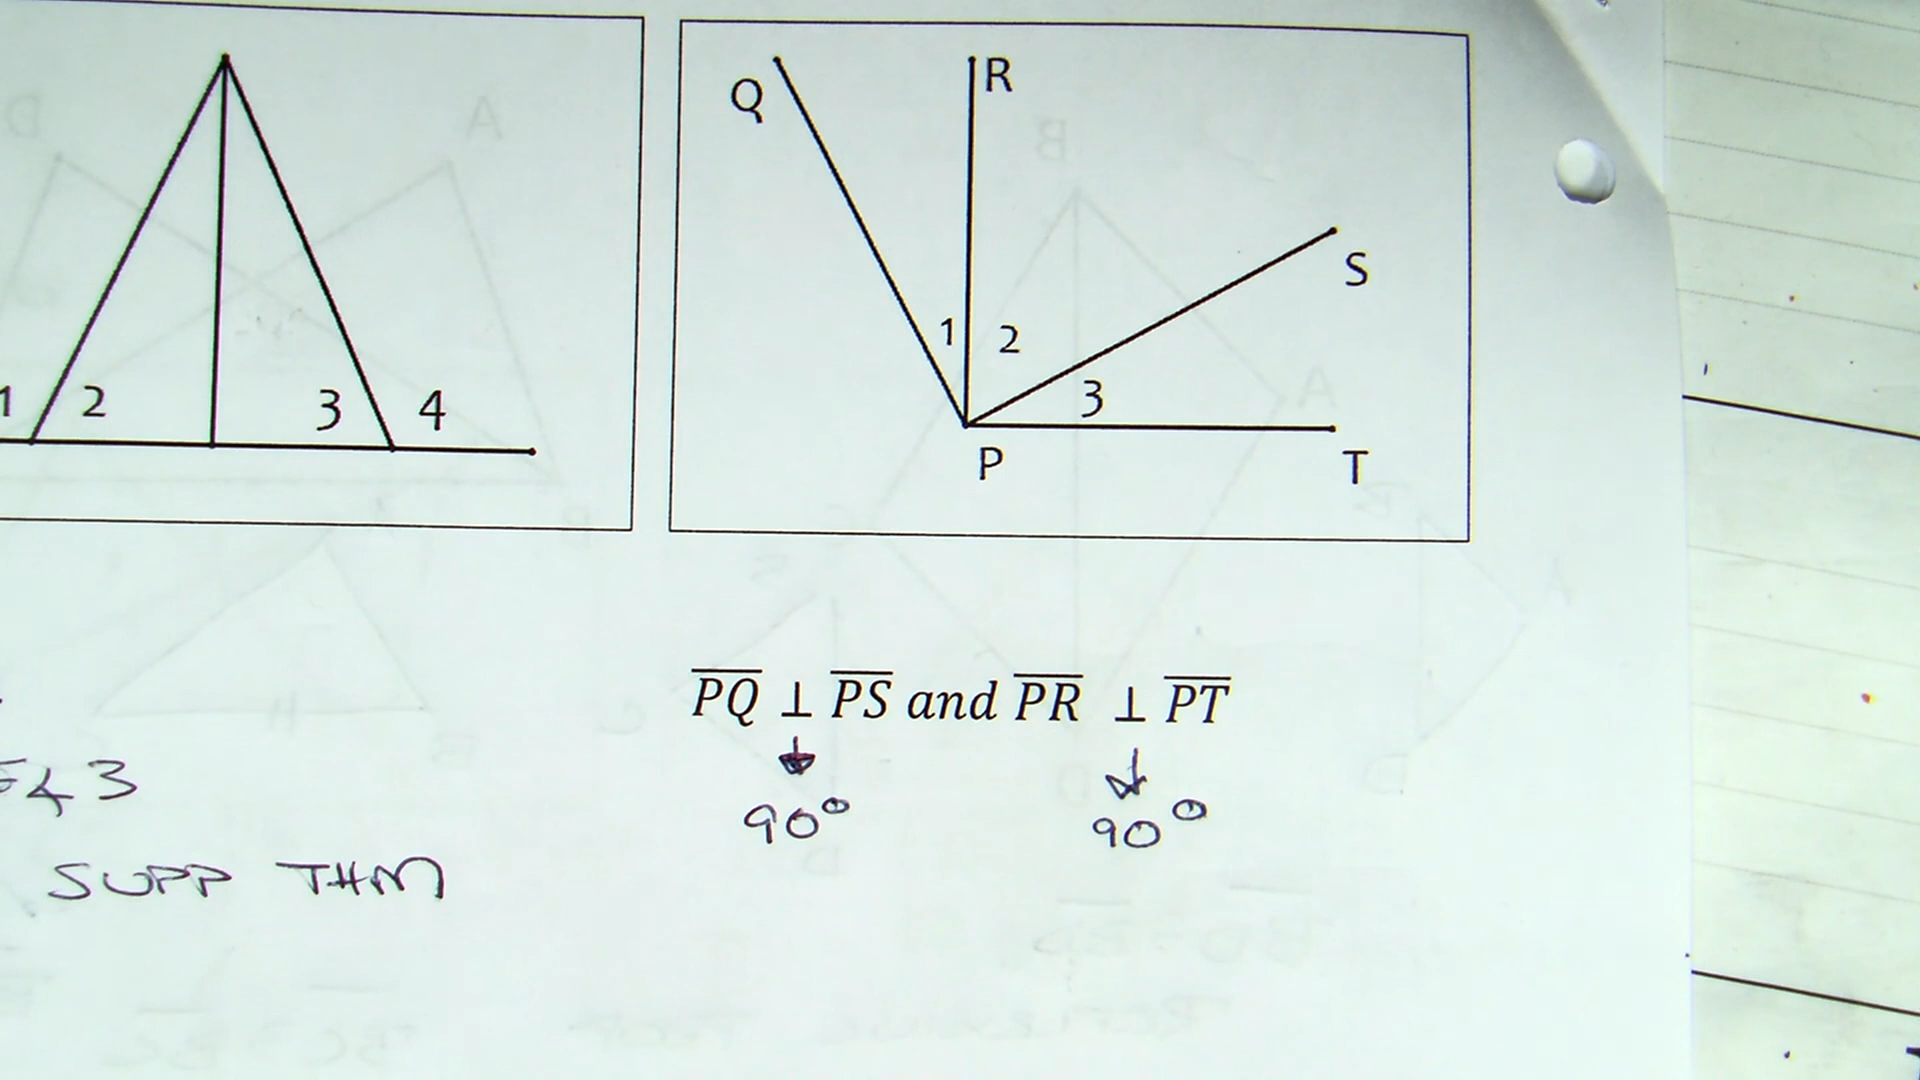 Q R S P T
1 2 3
1 2 3 4
PQ ⊥ PS and PR ⊥ PT
90° 90°
∡ 3
SUPP THM